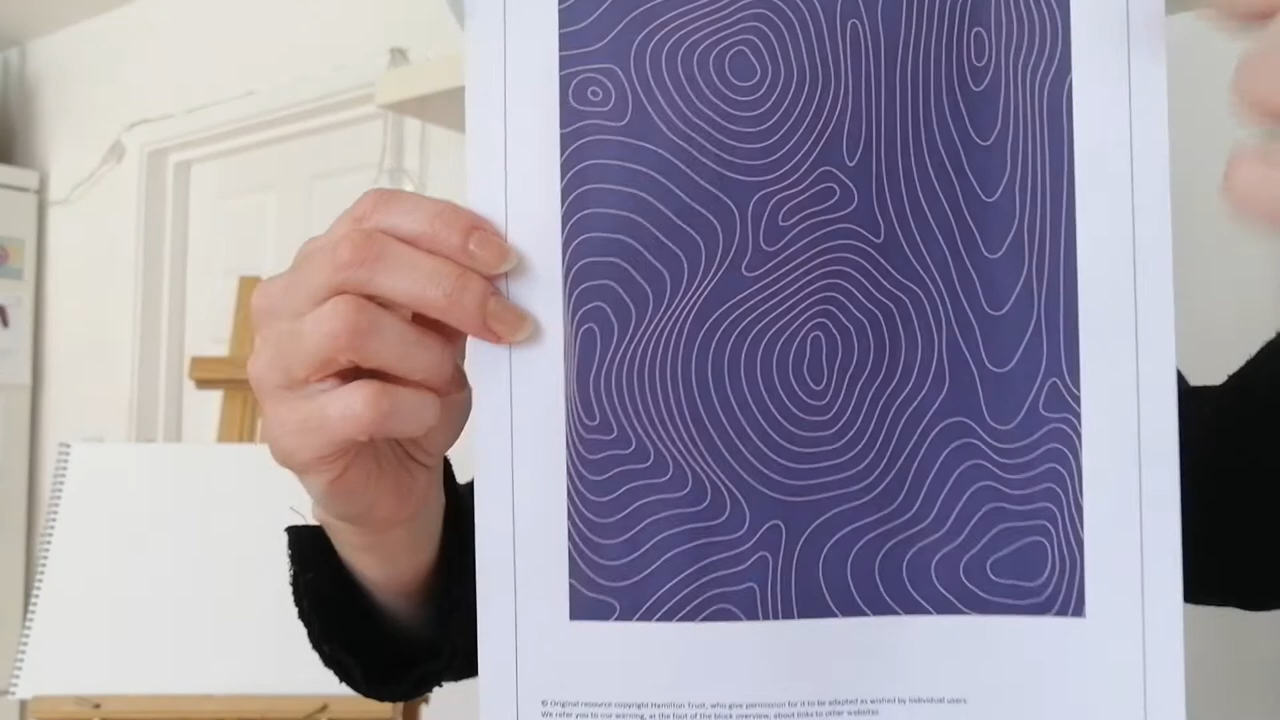 © Original resource copyright Hamilton Trust, who give permission for it to be adapted as wished by individual users.
We refer you to our warning, at the foot of the block overview, about links to other websites